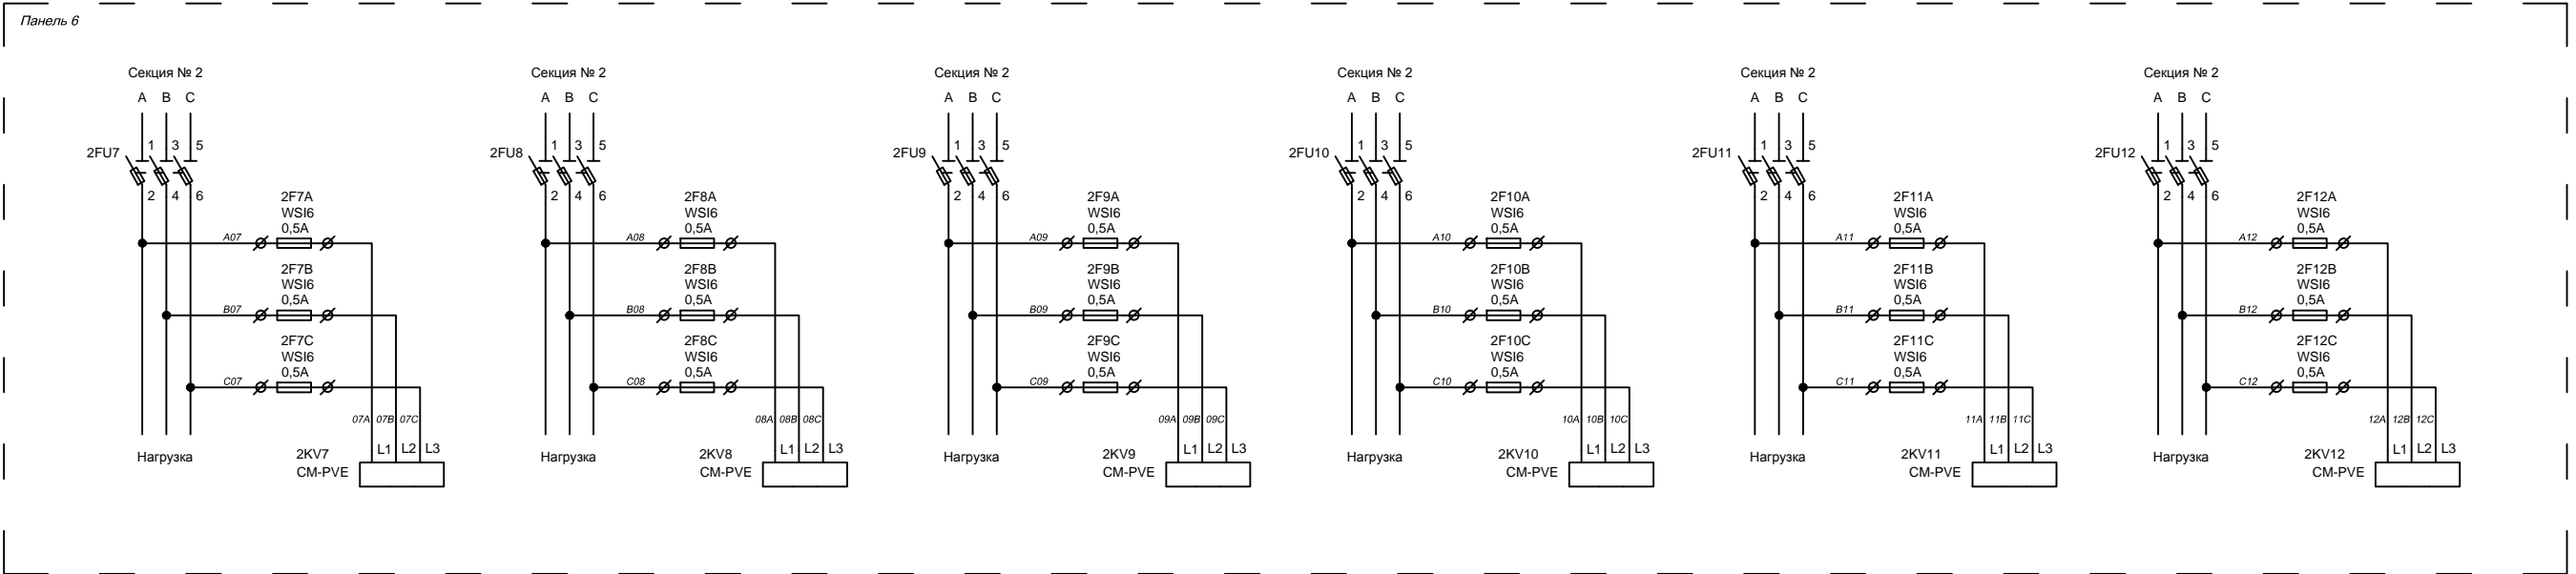 Панель 6
Секция № 2
A B C
2FU7
1 3 5
2 4 6
2F7A
WSI6
0,5A
A07
2F7B
WSI6
0,5A
B07
2F7C
WSI6
0,5A
C07
07A 07B 07C
Нагрузка
2KV7
CM-PVE
L1 L2 L3
Секция № 2
A B C
2FU8
1 3 5
2 4 6
2F8A
WSI6
0,5A
A08
2F8B
WSI6
0,5A
B08
2F8C
WSI6
0,5A
C08
08A 08B 08C
Нагрузка
2KV8
CM-PVE
L1 L2 L3
Секция № 2
A B C
2FU9
1 3 5
2 4 6
2F9A
WSI6
0,5A
A09
2F9B
WSI6
0,5A
B09
2F9C
WSI6
0,5A
C09
09A 09B 09C
Нагрузка
2KV9
CM-PVE
L1 L2 L3
Секция № 2
A B C
2FU10
1 3 5
2 4 6
2F10A
WSI6
0,5A
A10
2F10B
WSI6
0,5A
B10
2F10C
WSI6
0,5A
C10
10A 10B 10C
Нагрузка
2KV10
CM-PVE
L1 L2 L3
Секция № 2
A B C
2FU11
1 3 5
2 4 6
2F11A
WSI6
0,5A
A11
2F11B
WSI6
0,5A
B11
2F11C
WSI6
0,5A
C11
11A 11B 11C
Нагрузка
2KV11
CM-PVE
L1 L2 L3
Секция № 2
A B C
2FU12
1 3 5
2 4 6
2F12A
WSI6
0,5A
A12
2F12B
WSI6
0,5A
B12
2F12C
WSI6
0,5A
C12
12A 12B 12C
Нагрузка
2KV12
CM-PVE
L1 L2 L3